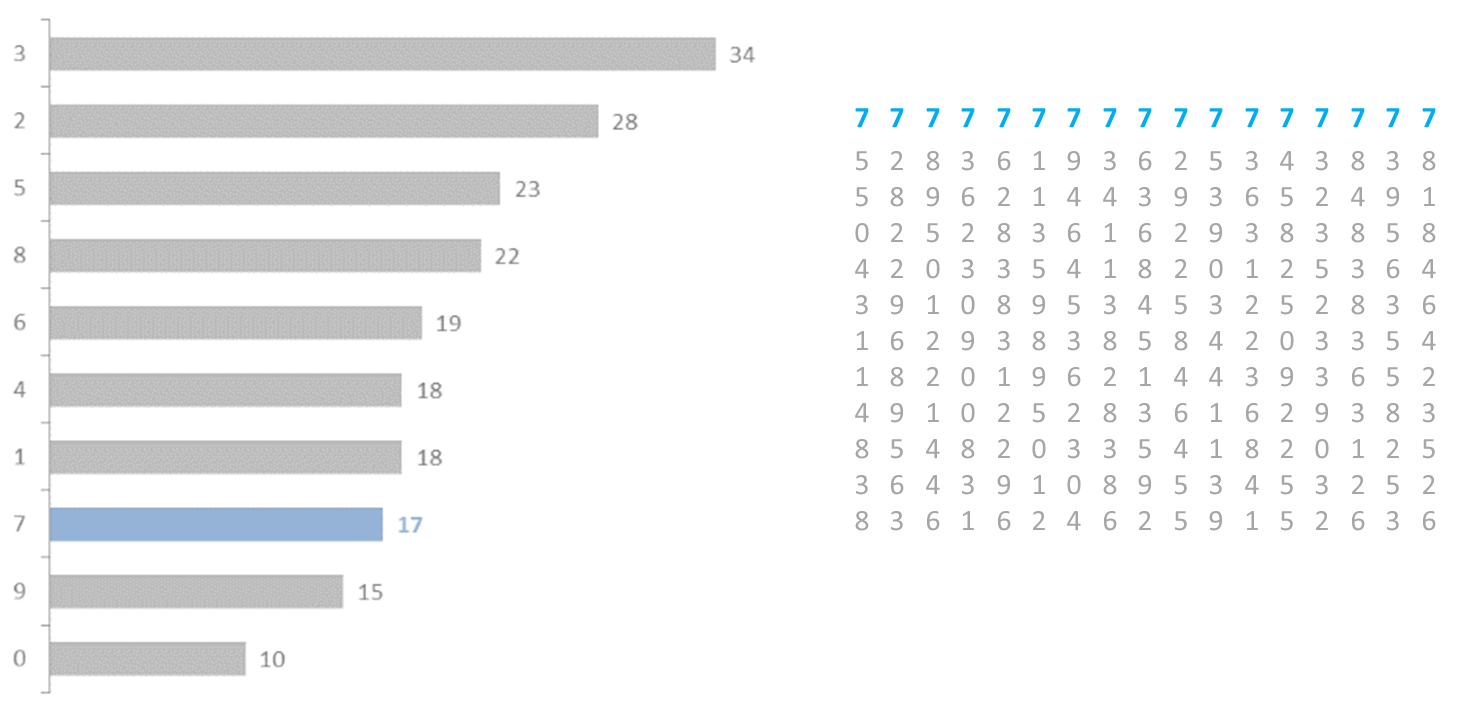 3 34
2 28
5 23
8 22
6 19
4 18
1 18
7 17
9 15
0 10
7 7 7 7 7 7 7 7 7 7 7 7 7 7 7 7 7
5 2 8 3 6 1 9 3 6 2 5 3 4 3 8 3 8
5 8 9 6 2 1 4 4 3 9 3 6 5 2 4 9 1
0 2 5 2 8 3 6 1 6 2 9 3 8 3 8 5 8
4 2 0 3 3 5 4 1 8 2 0 1 2 5 3 6 4
3 9 1 0 8 9 5 3 4 5 3 2 5 2 8 3 6
1 6 2 9 3 8 3 8 5 8 4 2 0 3 3 5 4
1 8 2 0 1 9 6 2 1 4 4 3 9 3 6 5 2
4 9 1 0 2 5 2 8 3 6 1 6 2 9 3 8 3
8 5 4 8 2 0 3 3 5 4 1 8 2 0 1 2 5
3 6 4 3 9 1 0 8 9 5 3 4 5 3 2 5 2
8 3 6 1 6 2 4 6 2 5 9 1 5 2 6 3 6